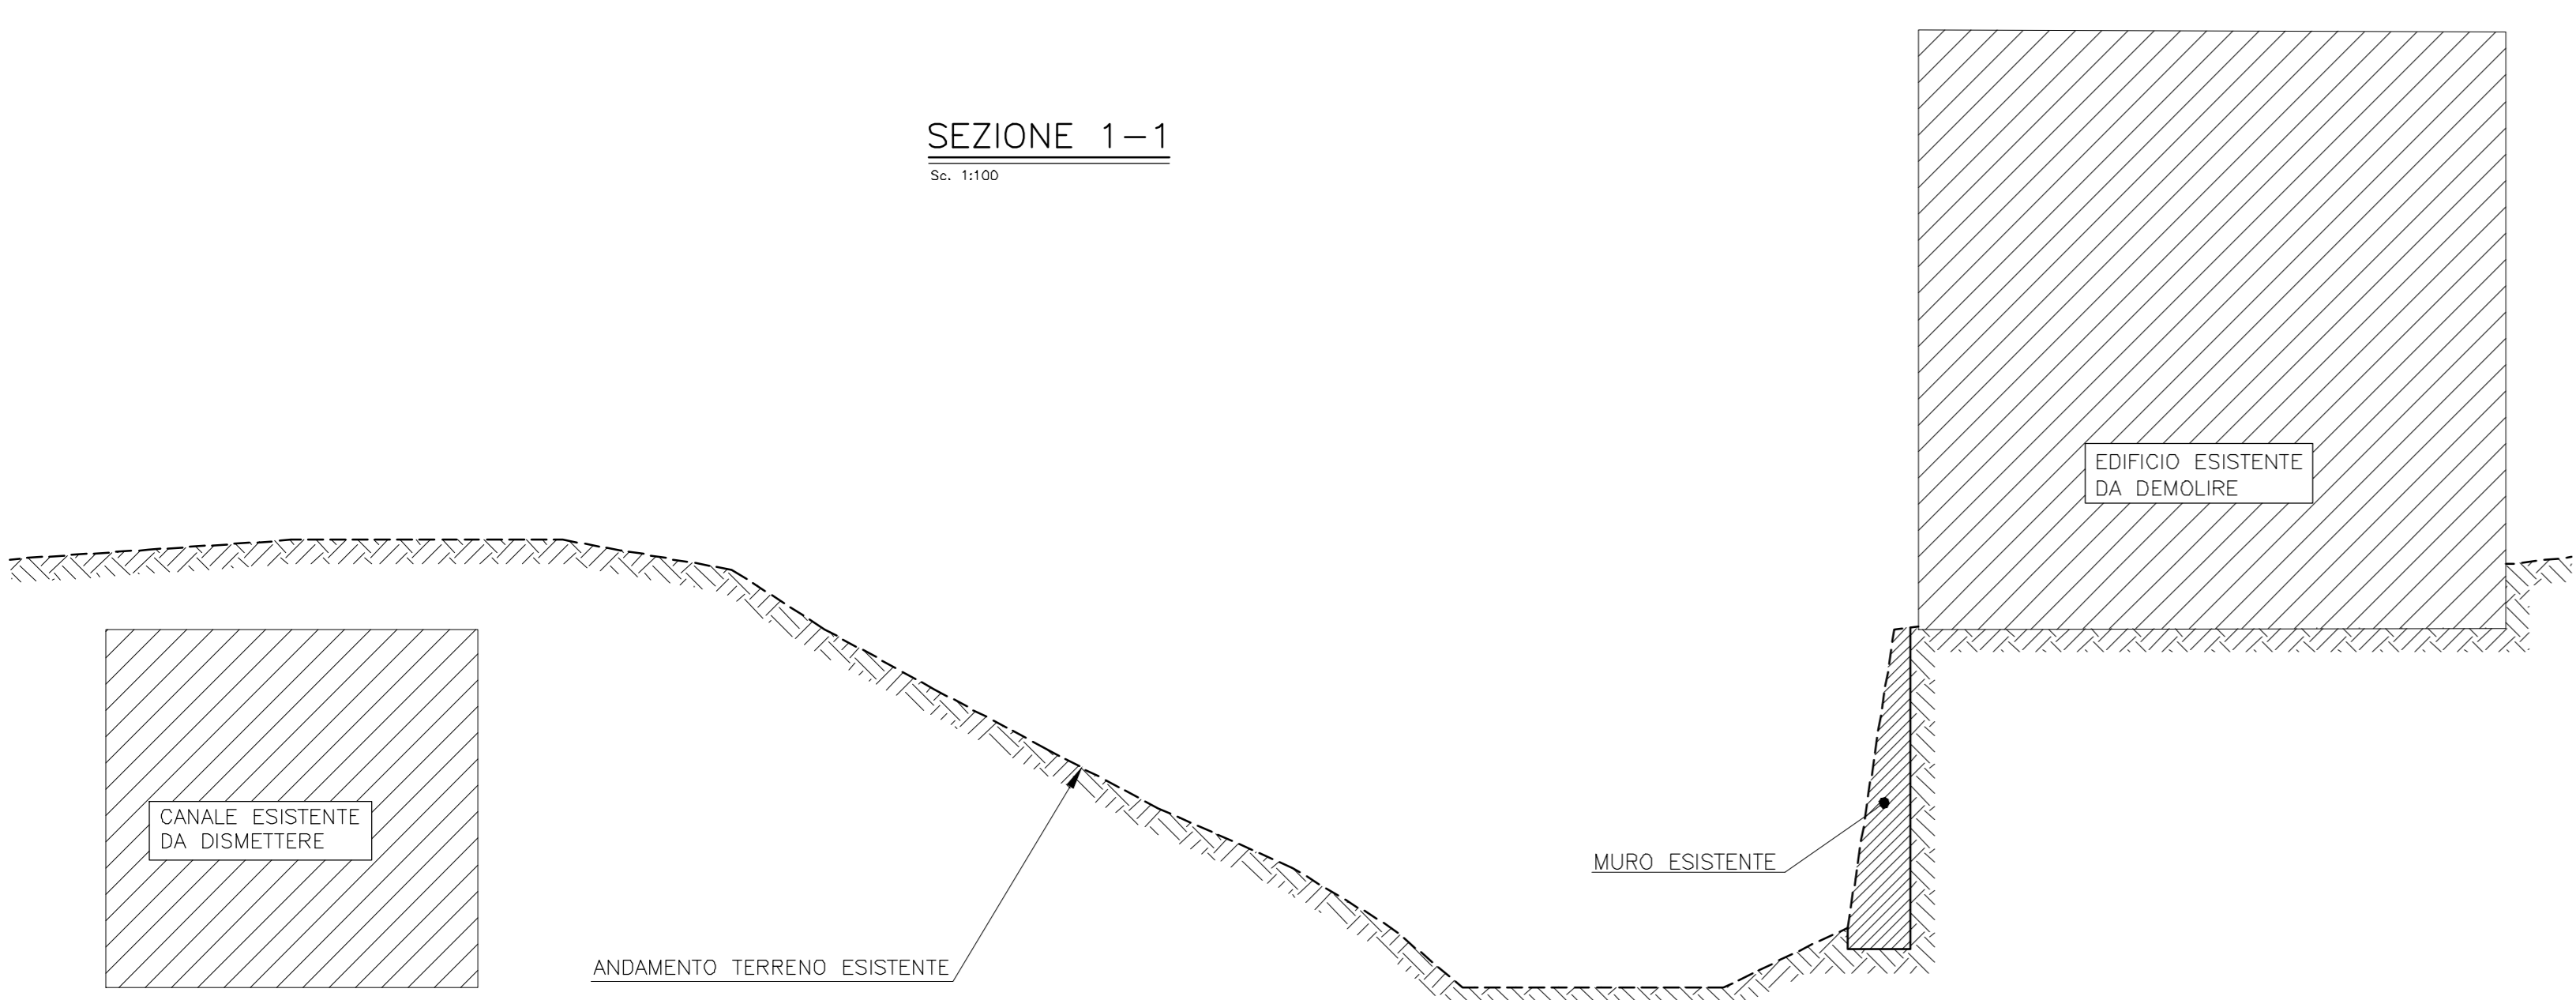 SEZIONE 1-1
Sc. 1:100
EDIFICIO ESISTENTE
DA DEMOLIRE
CANALE ESISTENTE
DA DISMETTERE
MURO ESISTENTE
ANDAMENTO TERRENO ESISTENTE